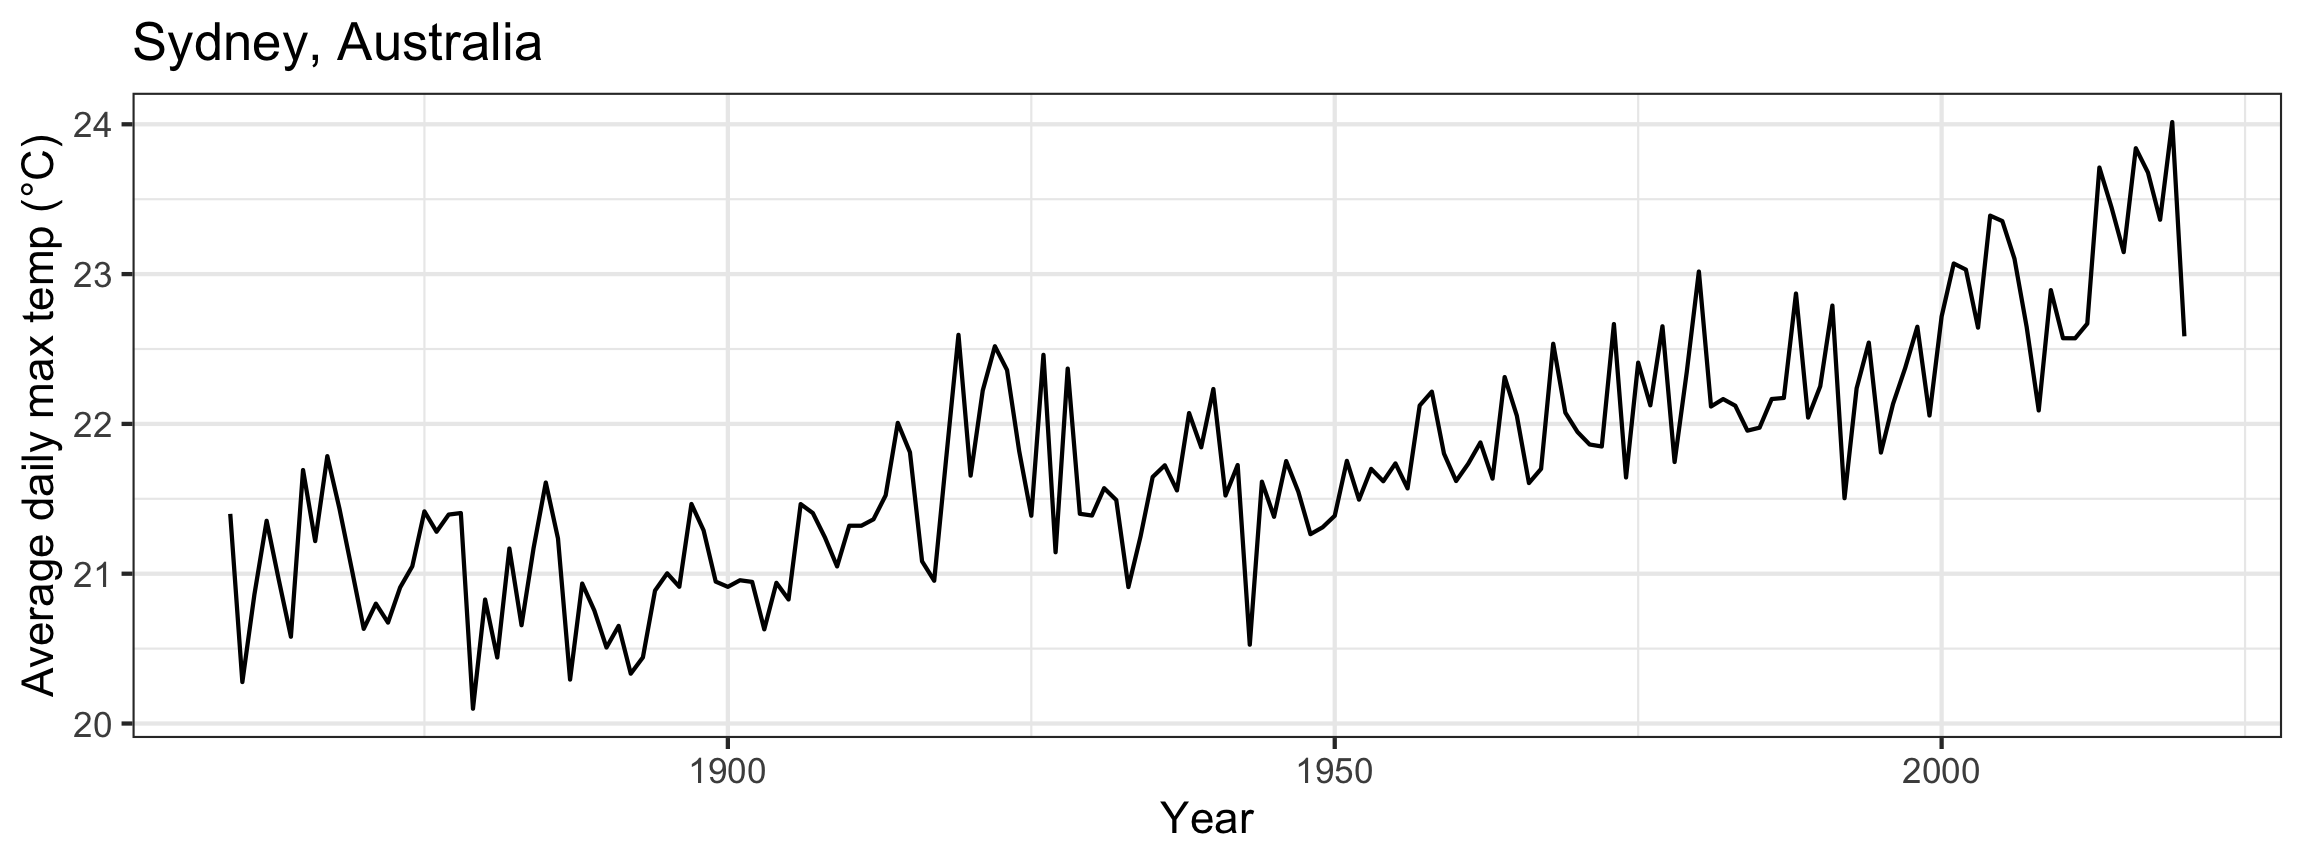 Sydney, Australia
Average daily max temp (°C)
24
23
22
21
20
1900
1950
2000
Year